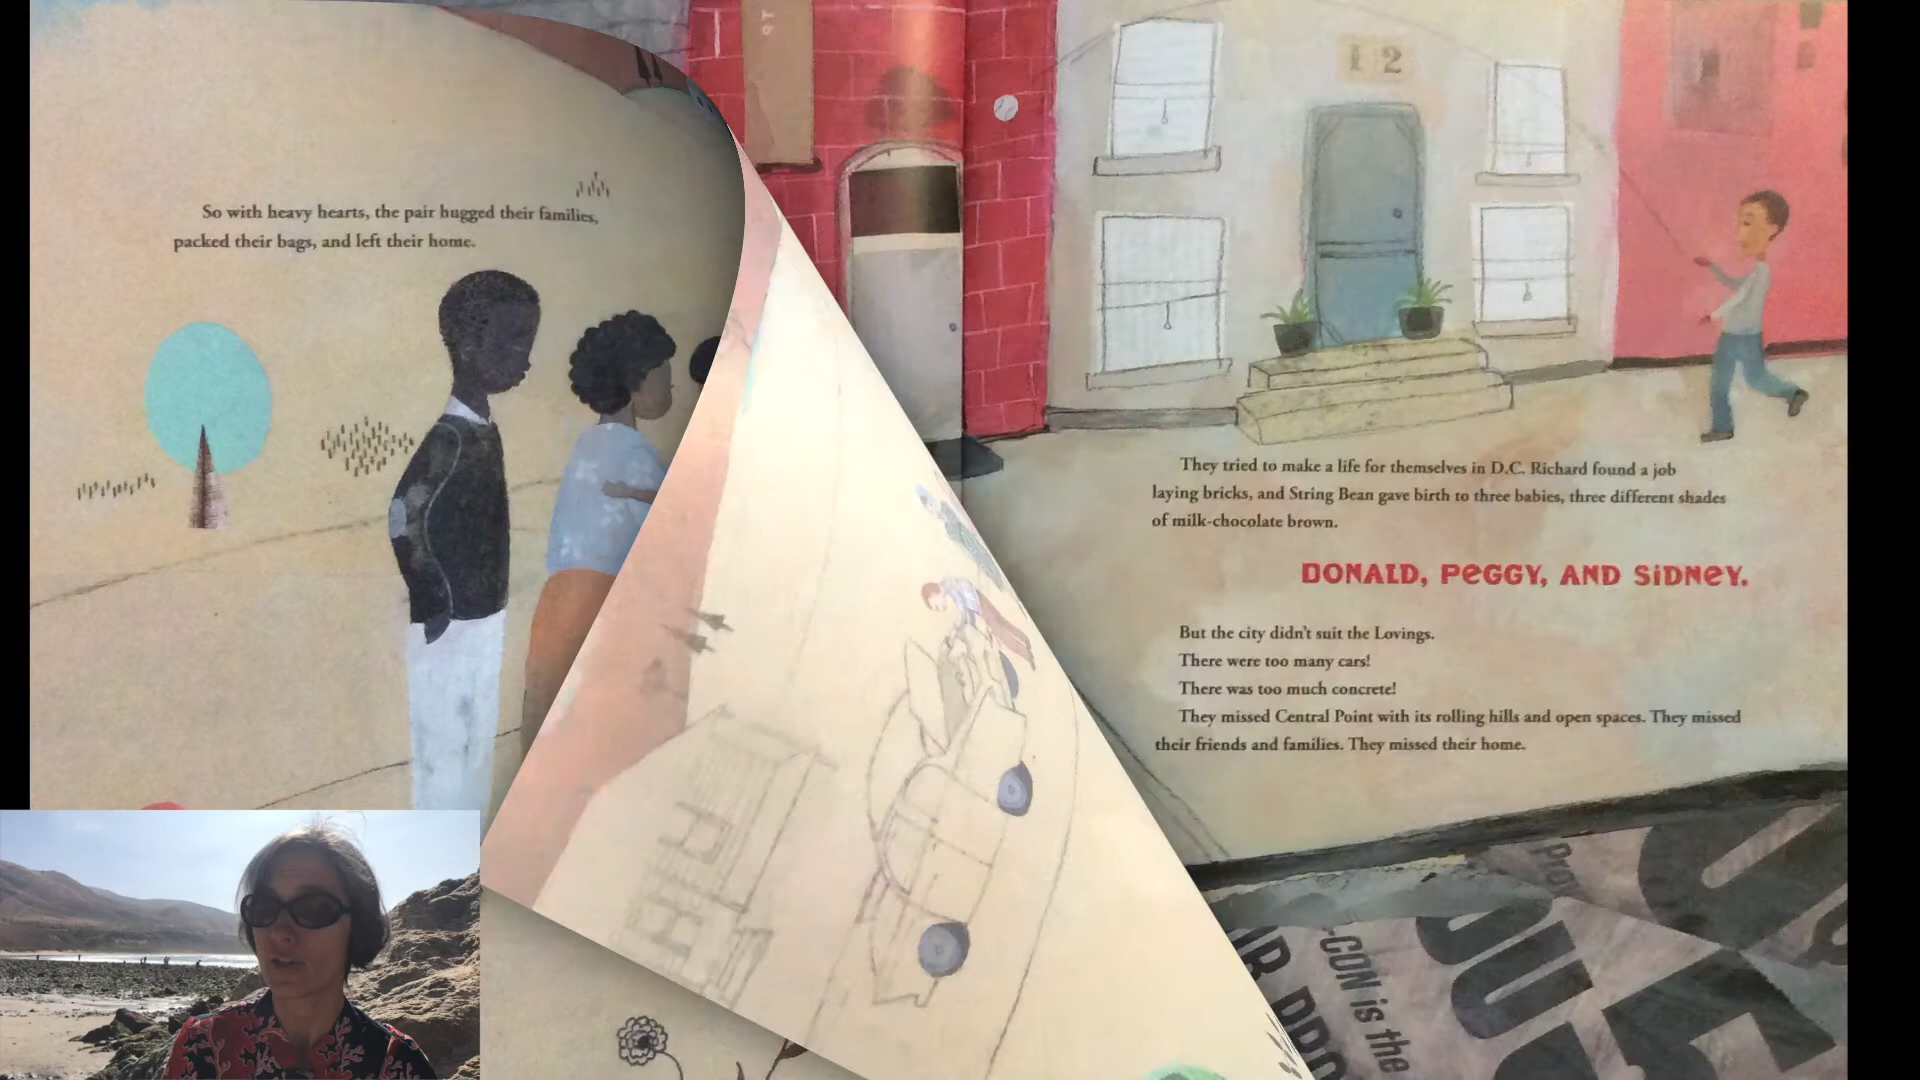 So with heavy hearts, the pair hugged their families,
packed their bags, and left their home.
12
They tried to make a life for themselves in D.C. Richard found a job
laying bricks, and String Bean gave birth to three babies, three different shades
of milk-chocolate brown.
DONALD, PeGGY, AND SiDNeY.
But the city didn't suit the Lovings.
There were too many cars!
There was too much concrete!
They missed Central Point with its rolling hills and open spaces. They missed
their friends and families. They missed their home.
-CON is the